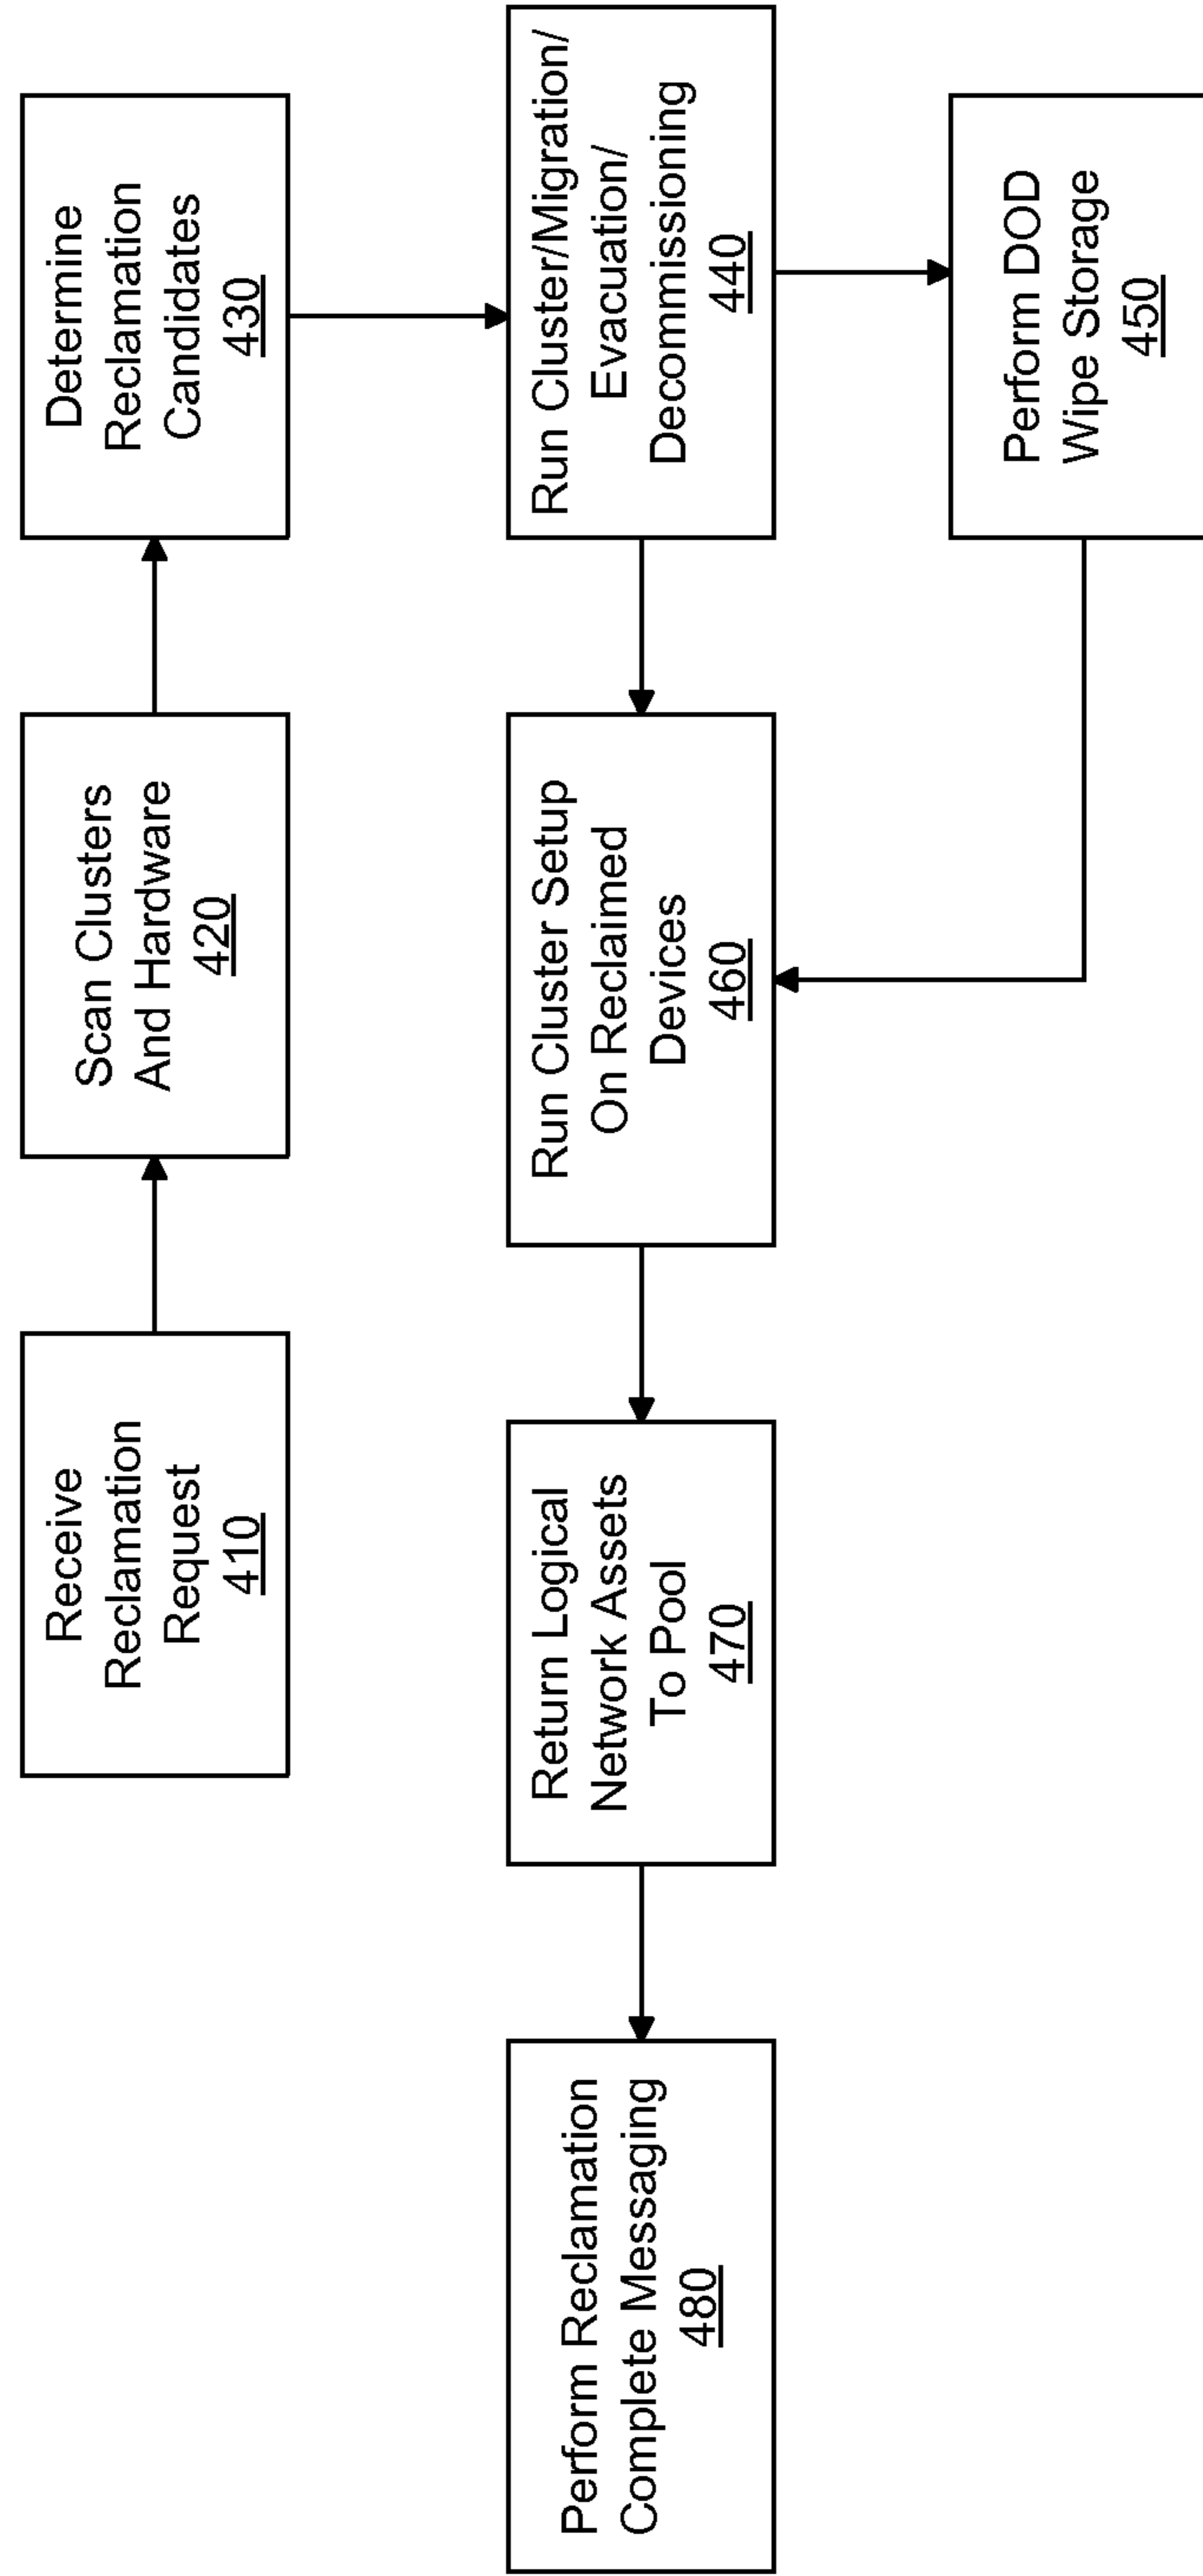 Receive
Reclamation
Request
410
Scan Clusters
And Hardware
420
Determine
Reclamation
Candidates
430
Run Cluster/Migration/
Evacuation/
Decommissioning
440
Perform DOD
Wipe Storage
450
Run Cluster Setup
On Reclaimed
Devices
460
Return Logical
Network Assets
To Pool
470
Perform Reclamation
Complete Messaging
480